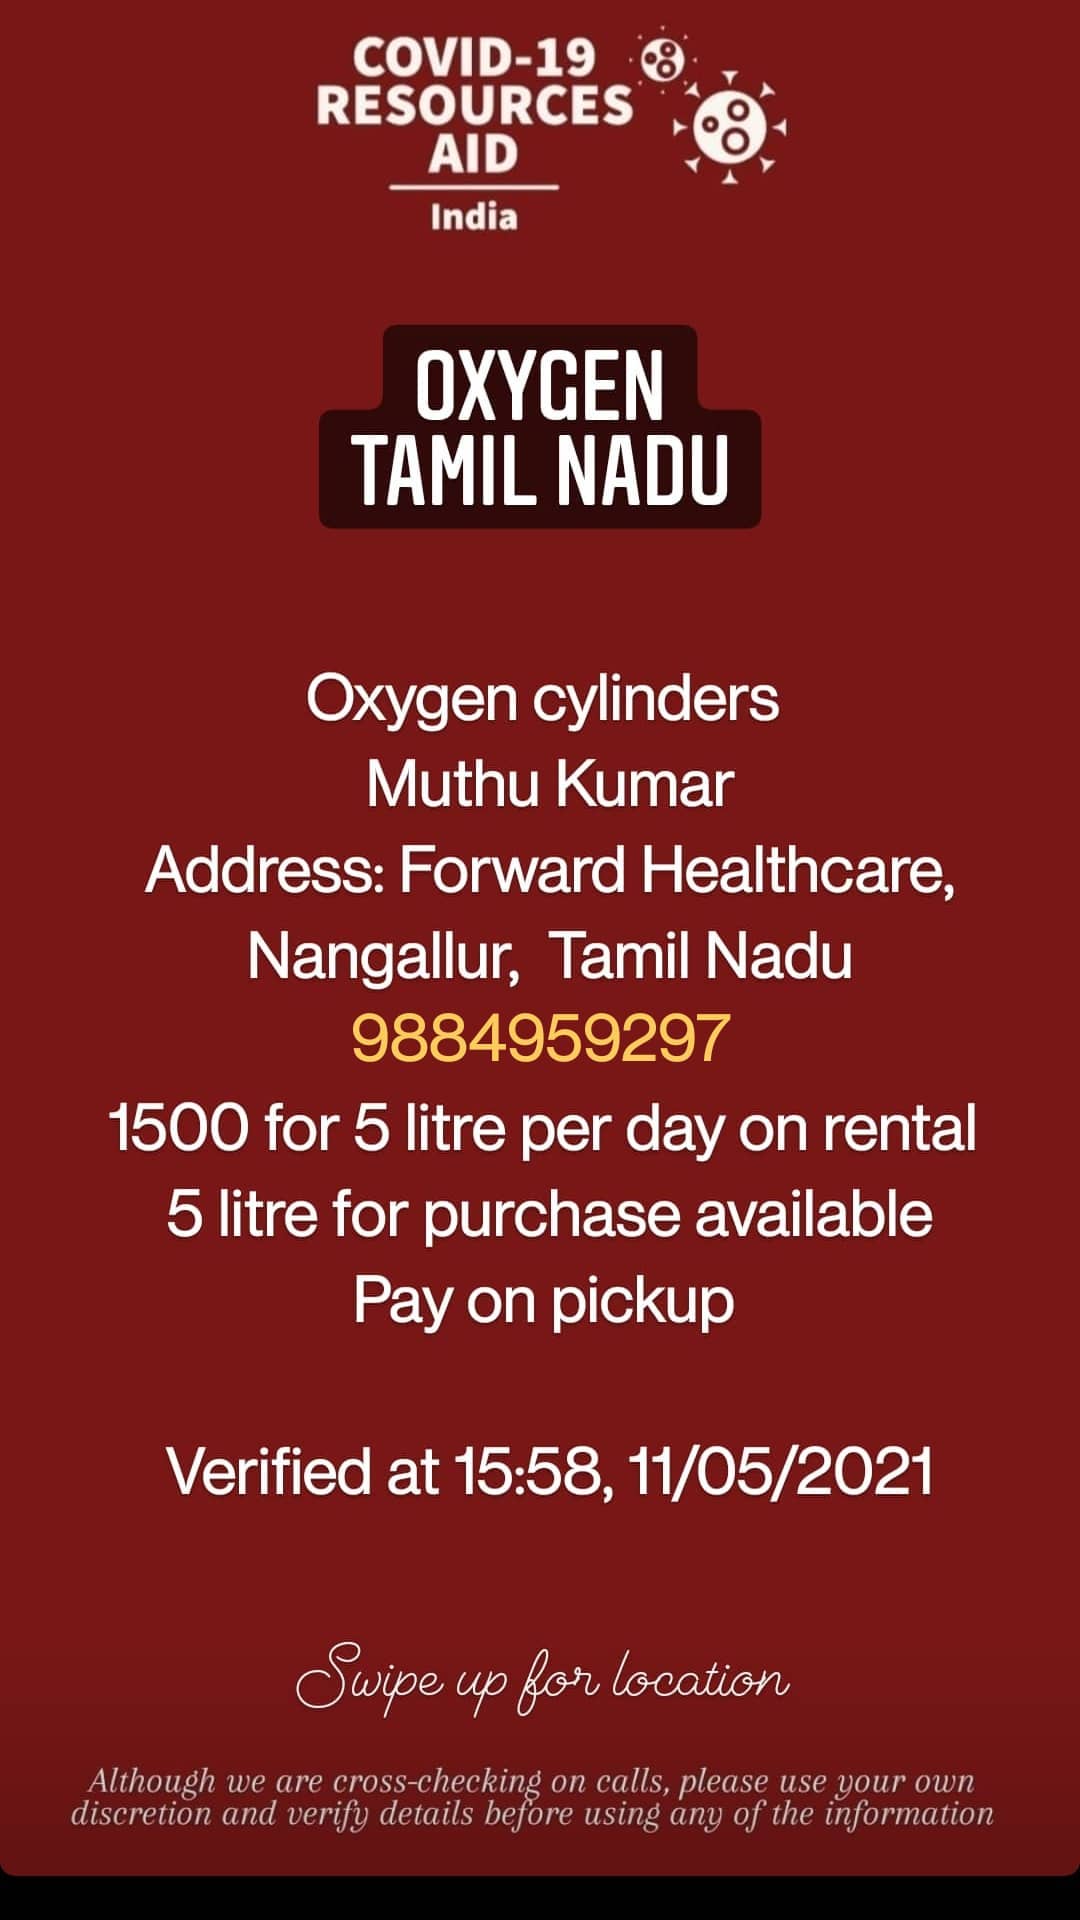 COVID-19
RESOURCES
AID
India
OXYGEN
TAMIL NADU
Oxygen cylinders
Muthu Kumar
Address: Forward Healthcare,
Nangallur, Tamil Nadu
9884959297
1500 for 5 litre per day on rental
5 litre for purchase available
Pay on pickup
Verified at 15:58, 11/05/2021
Swipe up for location
Although we are cross-checking on calls, please use your own
discretion and verify details before using any of the information